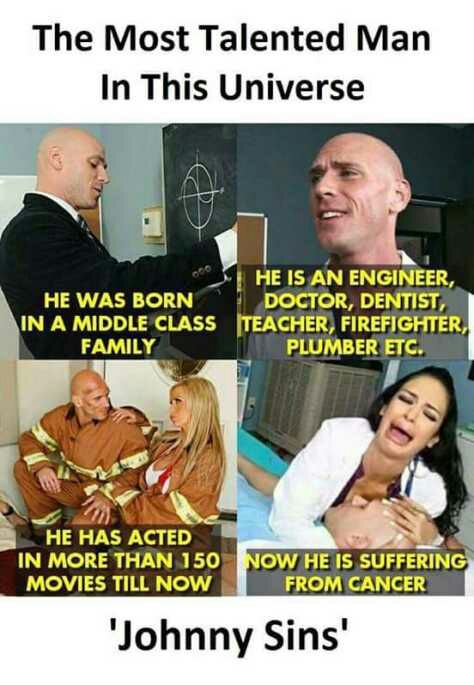 The Most Talented Man
In This Universe
HE WAS BORN
IN A MIDDLE CLASS
FAMILY
HE IS AN ENGINEER,
DOCTOR, DENTIST,
TEACHER, FIREFIGHTER,
PLUMBER ETC.
HE HAS ACTED
IN MORE THAN 150
MOVIES TILL NOW
NOW HE IS SUFFERING
FROM CANCER
'Johnny Sins'